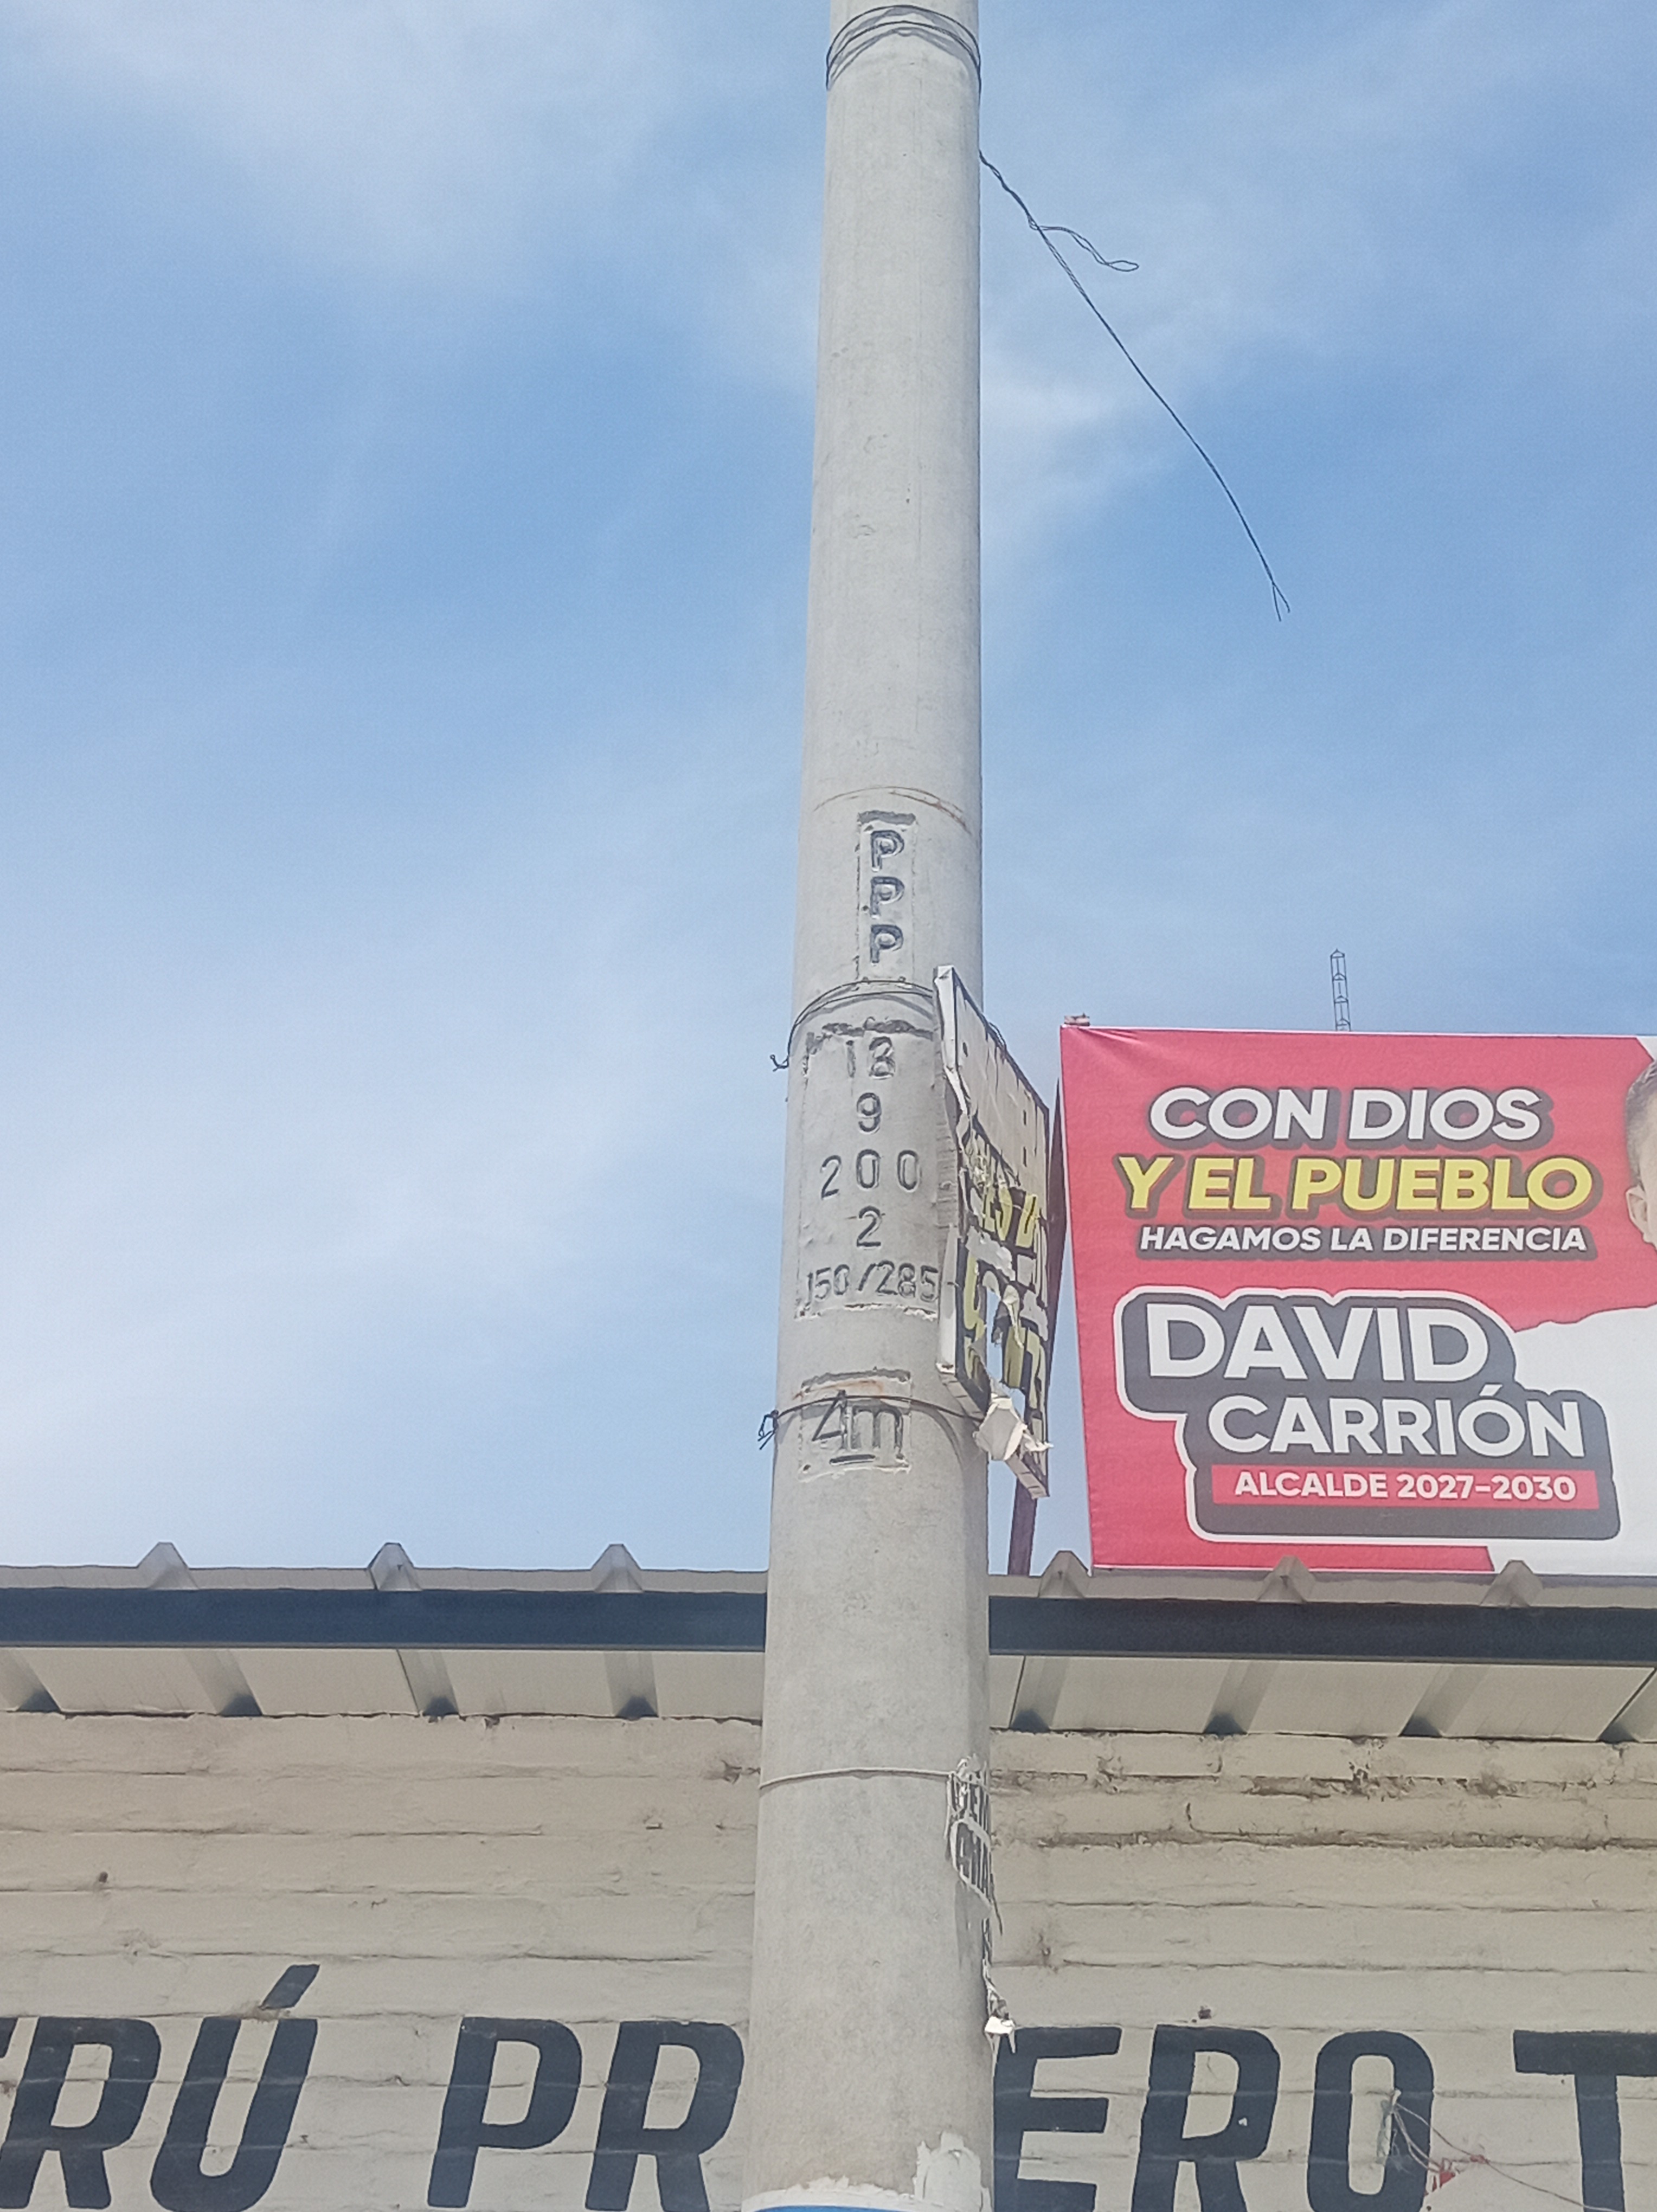 P
P
P
13
9
200
2
150/285
4m
CON DIOS
Y EL PUEBLO
HAGAMOS LA DIFERENCIA
DAVID
CARRIÓN
ALCALDE 2027-2030
ERÚ PR ERO T